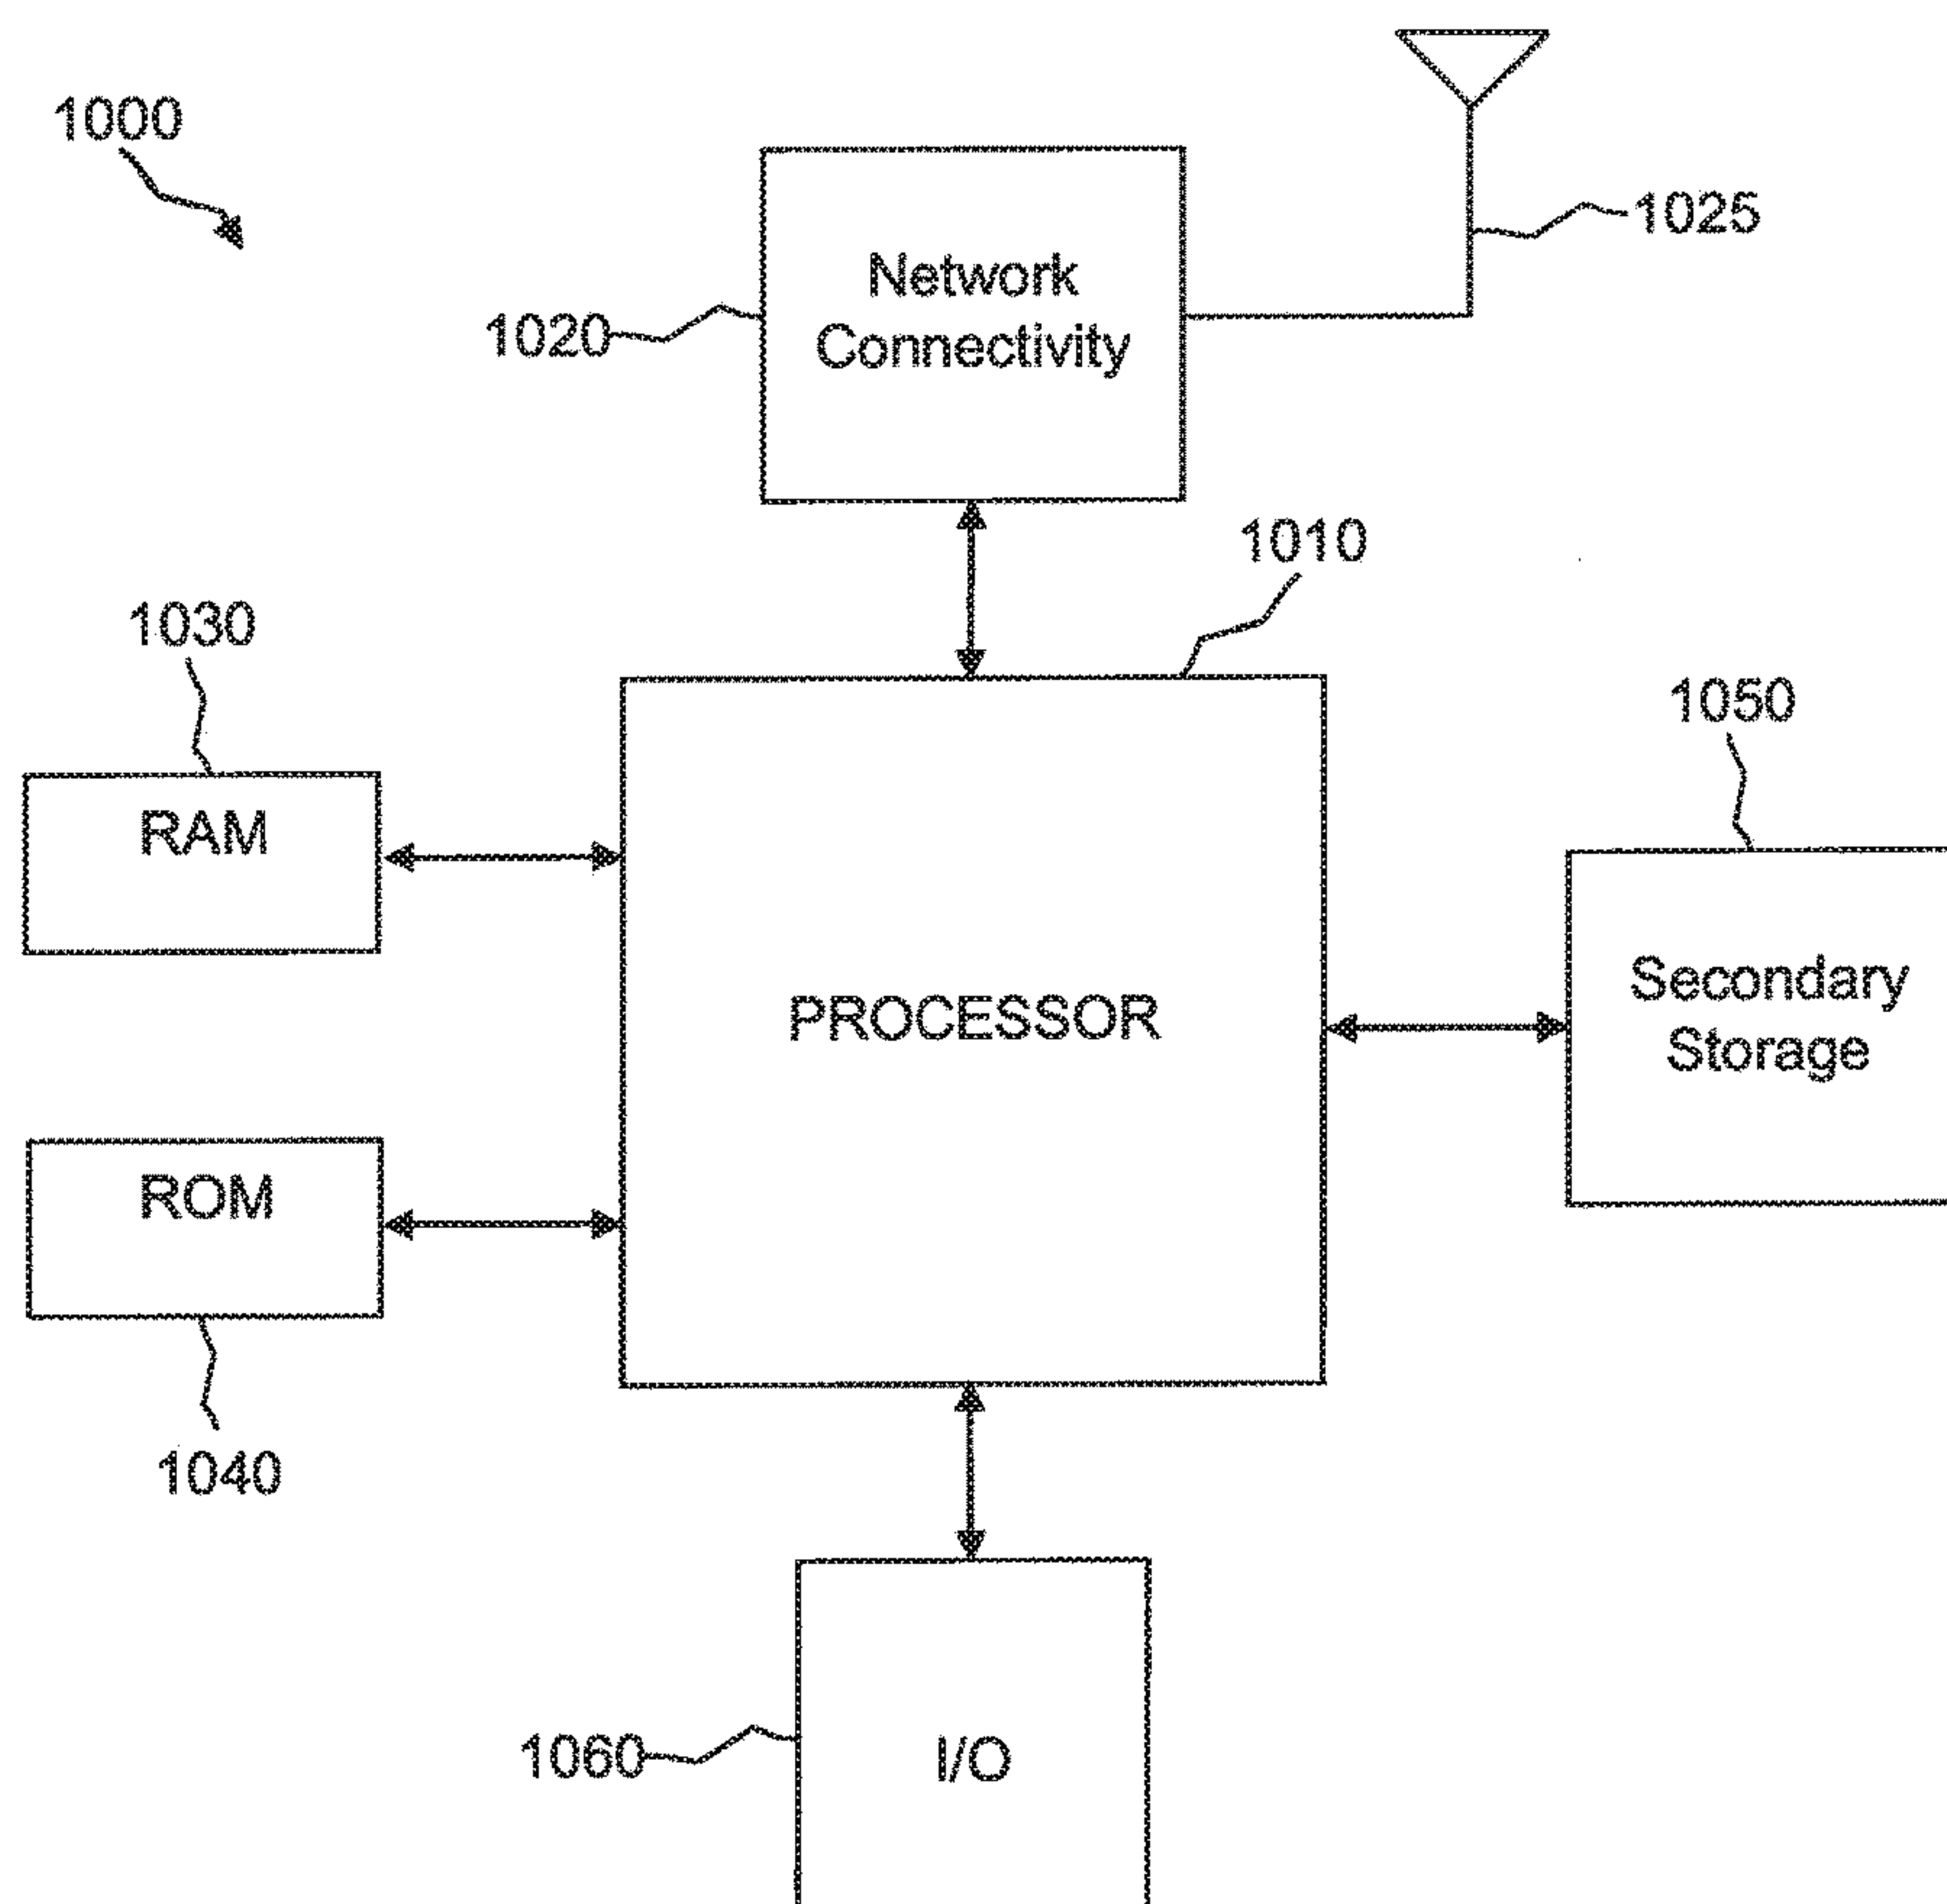 1000
1025
Network
Connectivity
1020
1010
1030
1050
RAM
Secondary
Storage
PROCESSOR
ROM
1040
1060
I/O